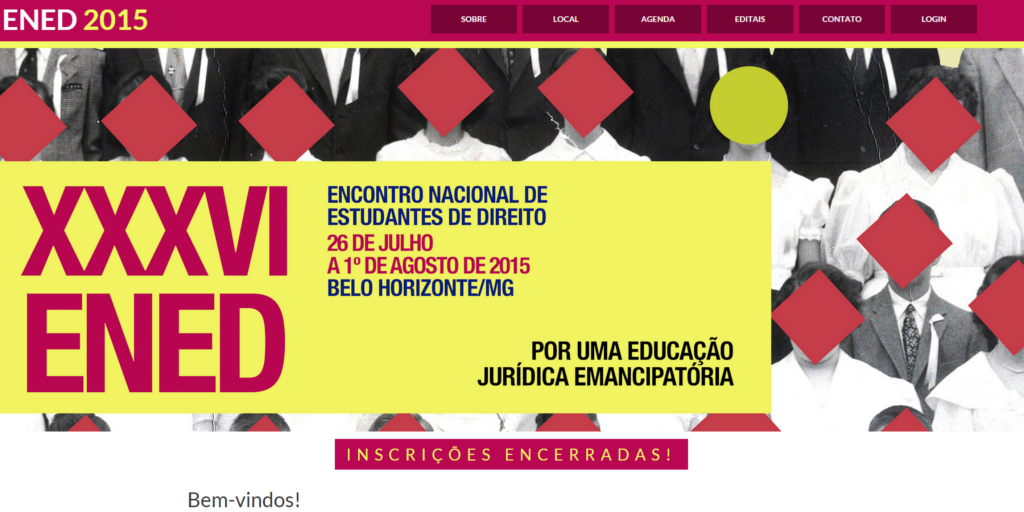 ENED 2015
SOBRE
LOCAL
AGENDA
EDITAIS
CONTATO
LOGIN
XXXVI
ENED
ENCONTRO NACIONAL DE
ESTUDANTES DE DIREITO
26 DE JULHO
A 1º DE AGOSTO DE 2015
BELO HORIZONTE/MG
POR UMA EDUCAÇÃO
JURÍDICA EMANCIPATÓRIA
INSCRIÇÕES ENCERRADAS!
Bem-vindos!